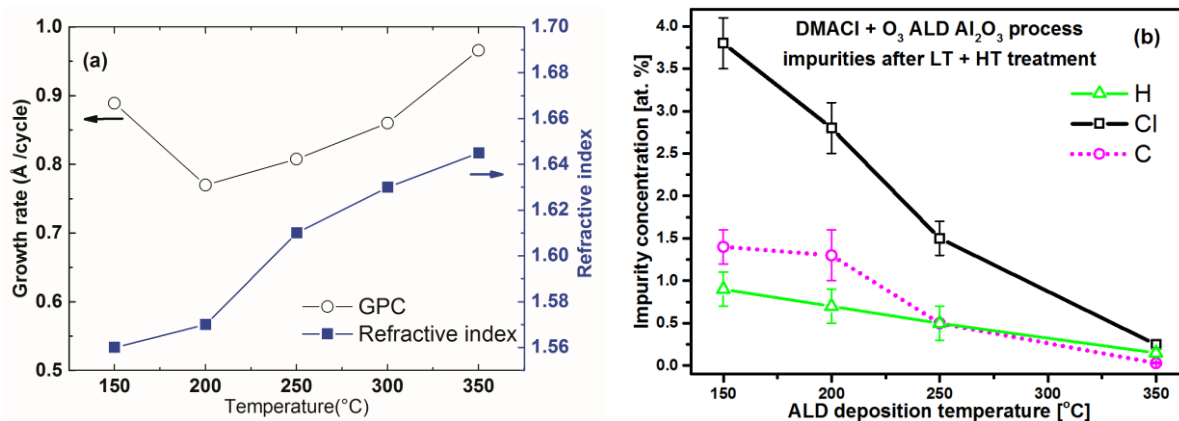 (a)
Growth rate (Å /cycle)
1.0
0.9
0.8
0.7
0.6
0.5
150 200 250 300 350
Temperature(°C)
GPC
Refractive index
Refractive index
1.70
1.68
1.66
1.64
1.62
1.60
1.58
1.56
(b)
DMACl + O₃ ALD Al₂O₃ process
impurities after LT + HT treatment
H
Cl
C
Impurity concentration [at. %]
4.0
3.5
3.0
2.5
2.0
1.5
1.0
0.5
0.0
150 200 250 300 350
ALD deposition temperature [°C]